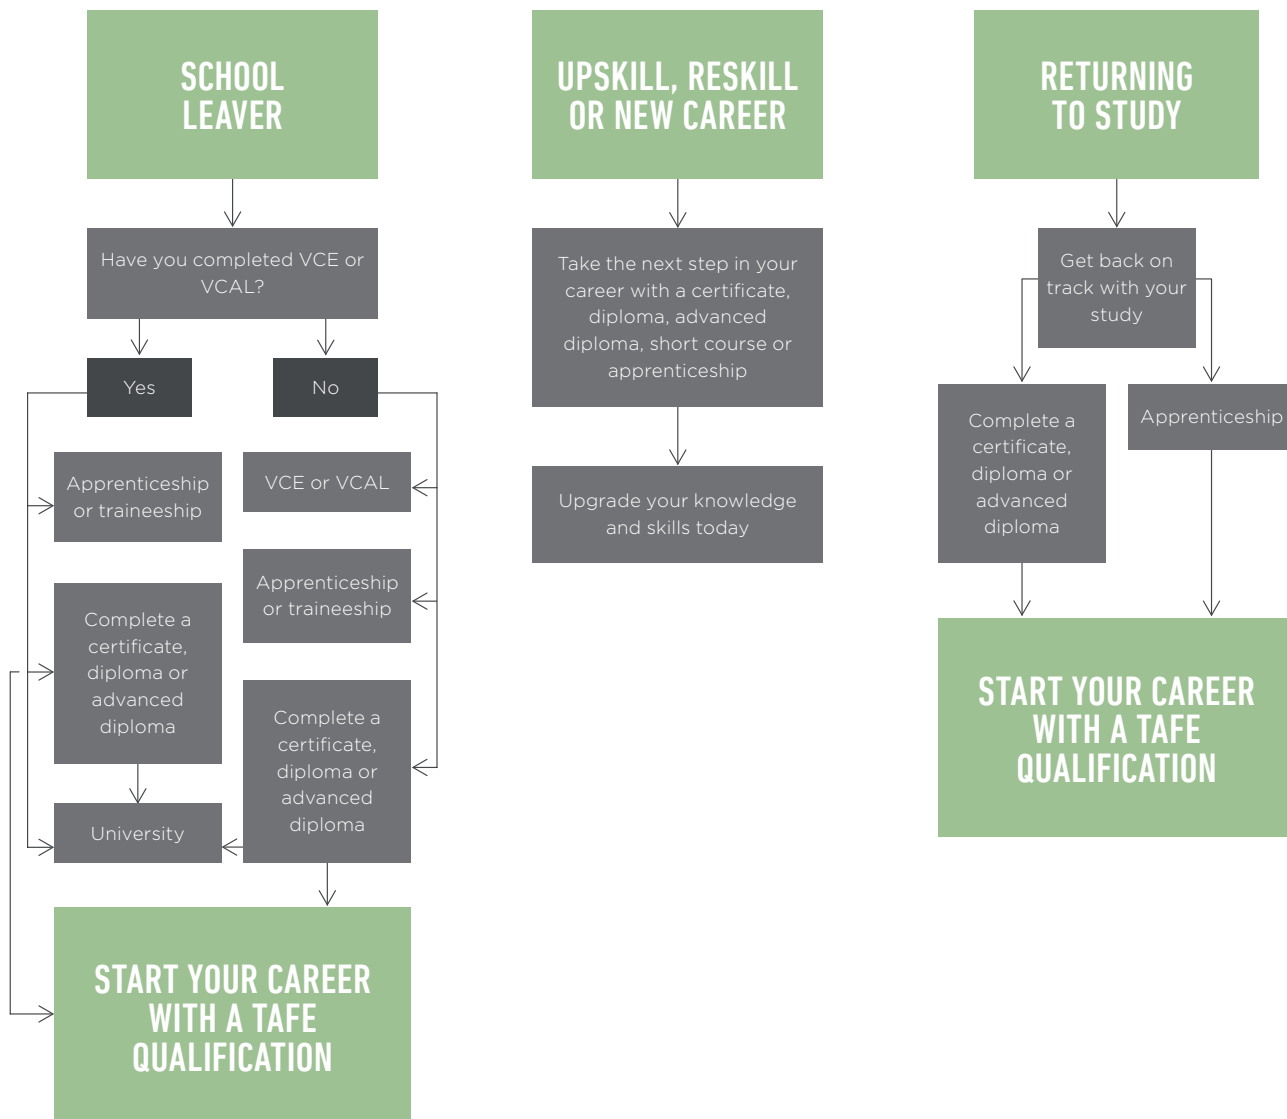 SCHOOL
LEAVER
Have you completed VCE or
VCAL?
Yes
No
Apprenticeship
or traineeship
Complete a
certificate,
diploma or
advanced
diploma
University
VCE or VCAL
Apprenticeship
or traineeship
Complete a
certificate,
diploma or
advanced
diploma
START YOUR CAREER
WITH A TAFE
QUALIFICATION
UPSKILL, RESKILL
OR NEW CAREER
Take the next step in your
career with a certificate,
diploma, advanced
diploma, short course or
apprenticeship
Upgrade your knowledge
and skills today
RETURNING
TO STUDY
Get back on
track with your
study
Complete a
certificate,
diploma or
advanced
diploma
Apprenticeship
START YOUR CAREER
WITH A TAFE
QUALIFICATION